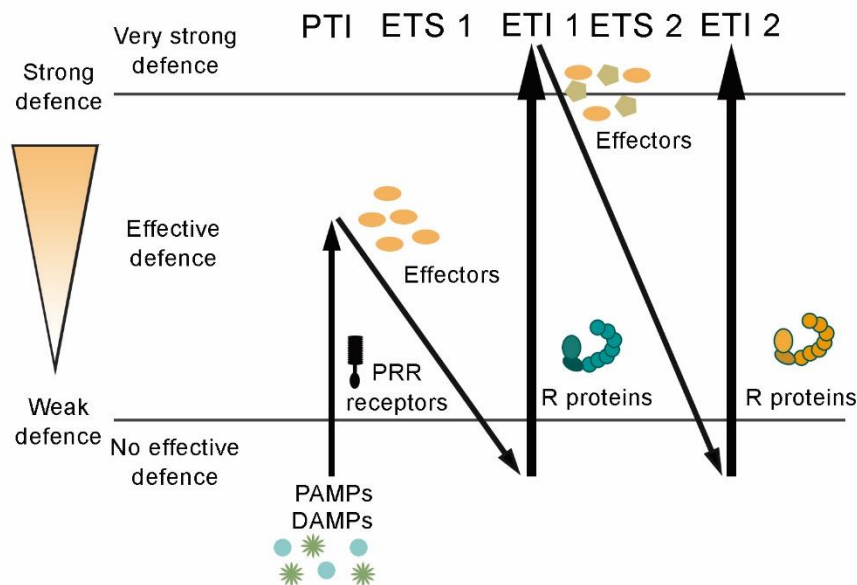 PTI ETS 1 ETI 1 ETS 2 ETI 2
Very strong
defence
Strong
defence
Effectors
Effective
defence
Effectors
PRR
receptors
R proteins
R proteins
Weak
defence
No effective
defence
PAMPs
DAMPs